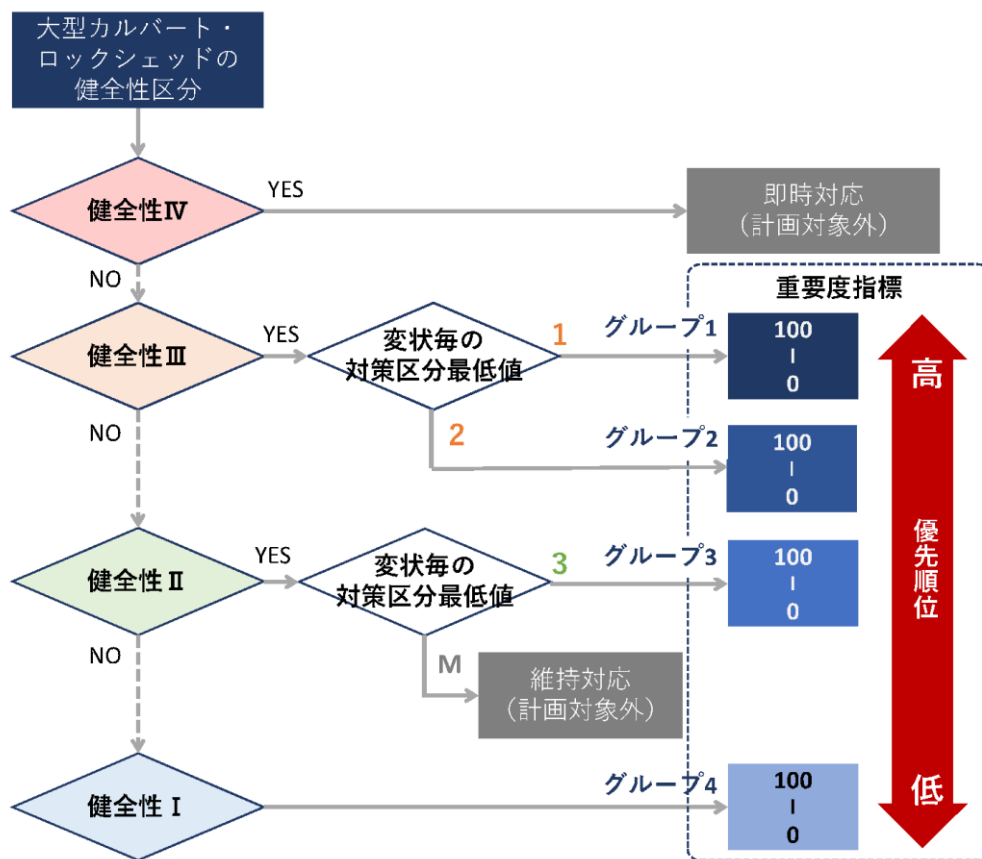 大型カルバート・
ロックシェッドの
健全性区分
健全性Ⅳ
YES
即時対応
（計画対象外）
NO
重要度指標
健全性Ⅲ
YES
変状毎の
対策区分最低値
1
グループ1
100
|
0
高
NO
2
グループ2
100
|
0
優先順位
健全性Ⅱ
YES
変状毎の
対策区分最低値
3
グループ3
100
|
0
NO
M
維持対応
（計画対象外）
健全性Ⅰ
グループ4
100
|
0
低